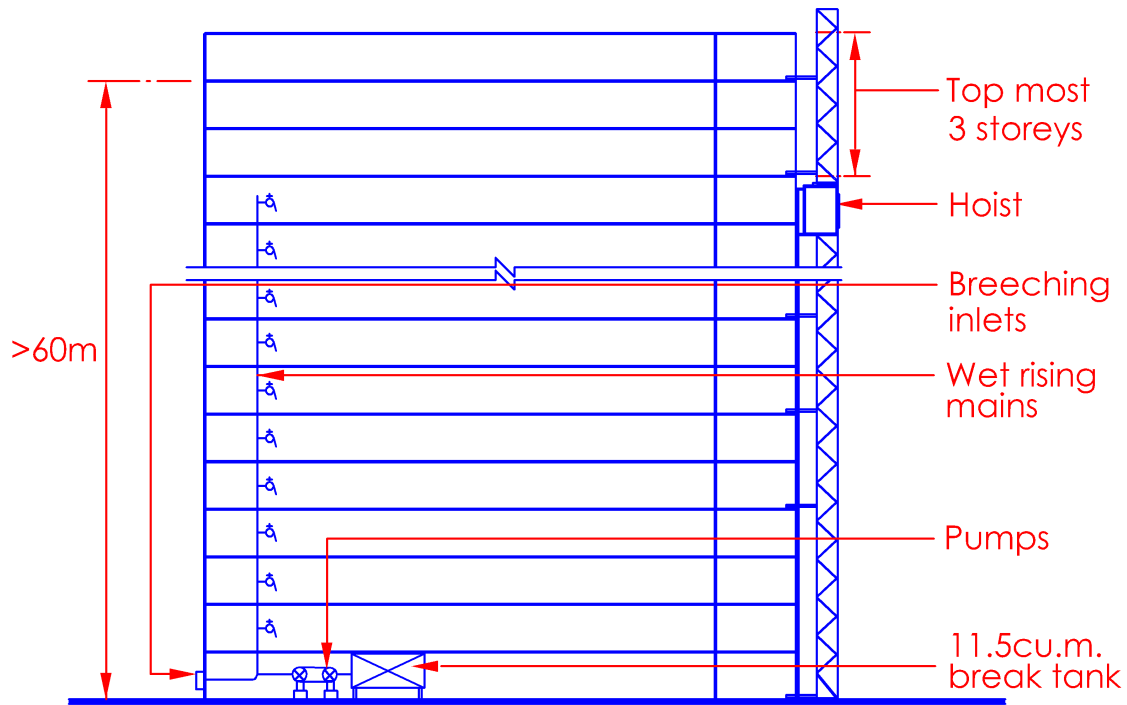 Top most
3 storeys
Hoist
Breeching
inlets
>60m
Wet rising
mains
Pumps
11.5cu.m.
break tank